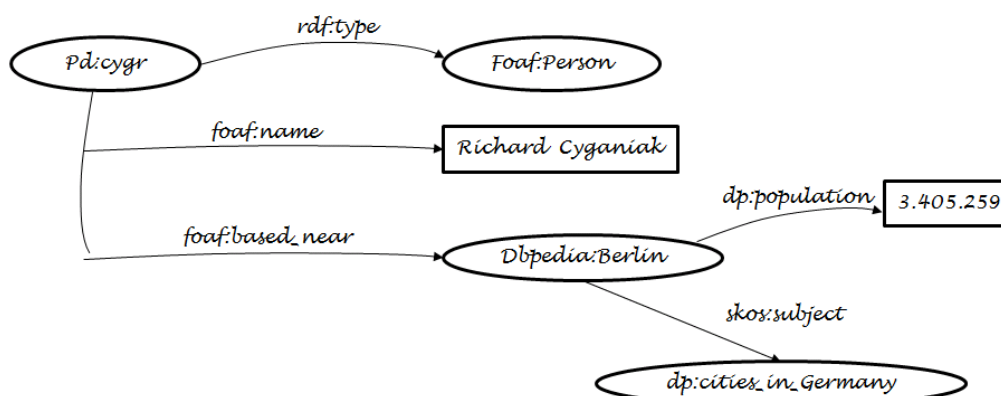 rdf:type
Pd:cygr
Foaf:Person
foaf:name
Richard Cyganiak
dp:population
3.405.259
foaf:based_near
Dbpedia:Berlin
skos:subject
dp:cities_in_Germany